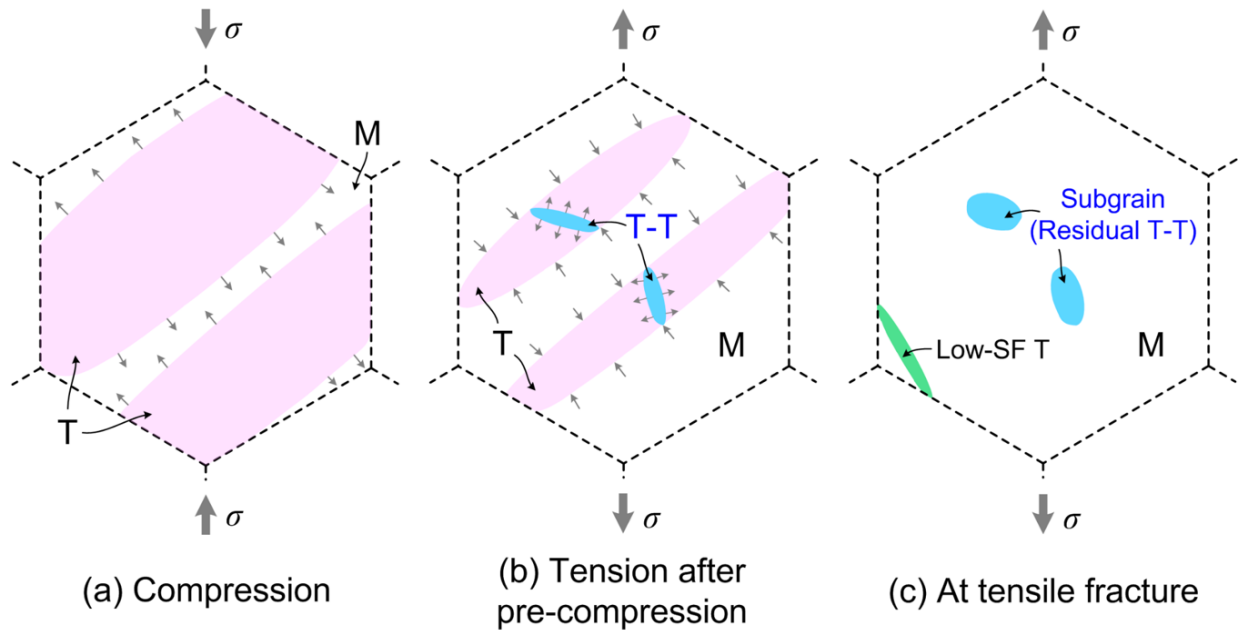 σ
M
T
σ
(a) Compression
σ
T-T
T
M
σ
(b) Tension after
pre-compression
σ
Subgrain
(Residual T-T)
Low-SF T
M
σ
(c) At tensile fracture